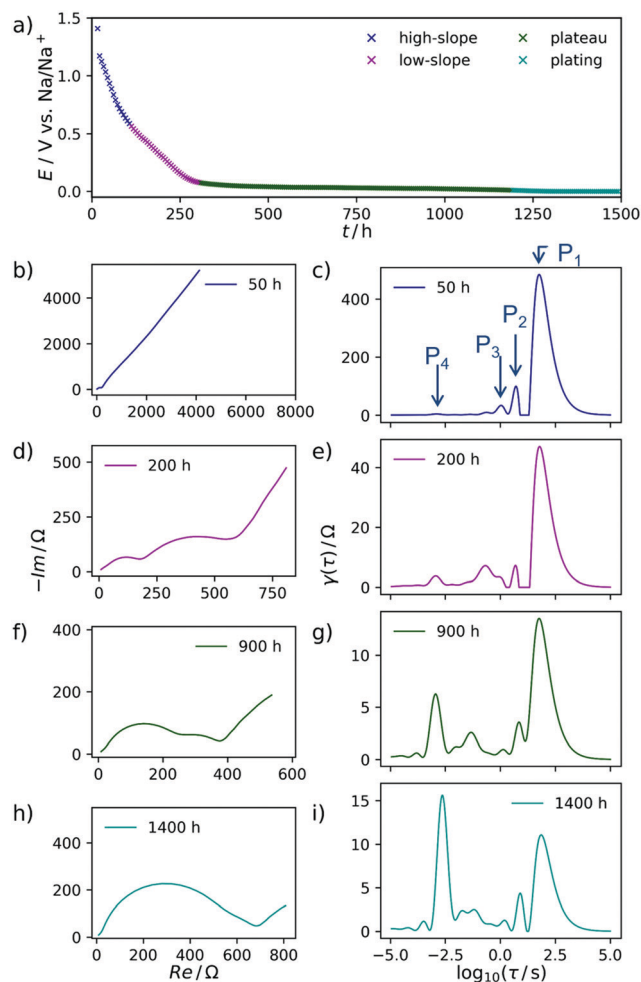 a)
1.5
1.0
0.5
0.0
E / V vs. Na/Na⁺
× high-slope
× low-slope
× plateau
× plating
0 250 500 750 1000 1250 1500
t / h
b)
50 h
4000
2000
0
0 2000 4000 6000 8000
c)
50 h
P₁
P₂
P₃
P₄
400
200
0
d)
200 h
500
250
0
0 250 500 750
−Im / Ω
e)
200 h
40
20
0
γ(τ) / Ω
f)
900 h
400
200
0
0 200 400 600
g)
900 h
10
5
0
h)
1400 h
400
200
0
0 200 400 600 800
Re / Ω
i)
1400 h
15
10
5
0
−5.0 −2.5 0.0 2.5 5.0
log₁₀(τ / s)